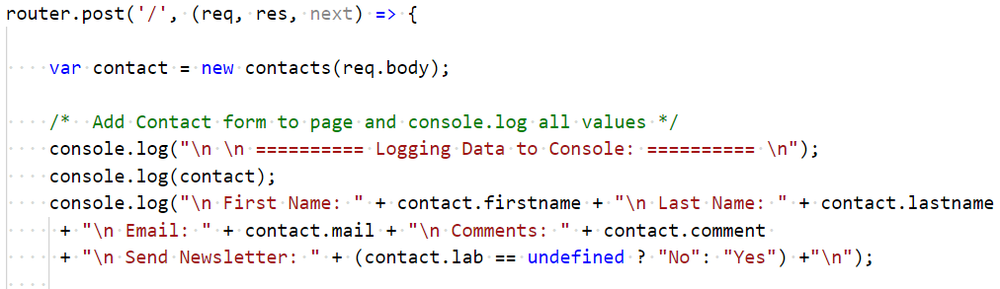 router.post('/', (req, res, next) => {
var contact = new contacts(req.body);
/*  Add Contact form to page and console.log all values */
console.log("\n \n ========== Logging Data to Console: ========== \n");
console.log(contact);
console.log("\n First Name: " + contact.firstname + "\n Last Name: " + contact.lastname
+ "\n Email: " + contact.mail + "\n Comments: " + contact.comment
+ "\n Send Newsletter: " + (contact.lab == undefined ? "No": "Yes") +"\n");